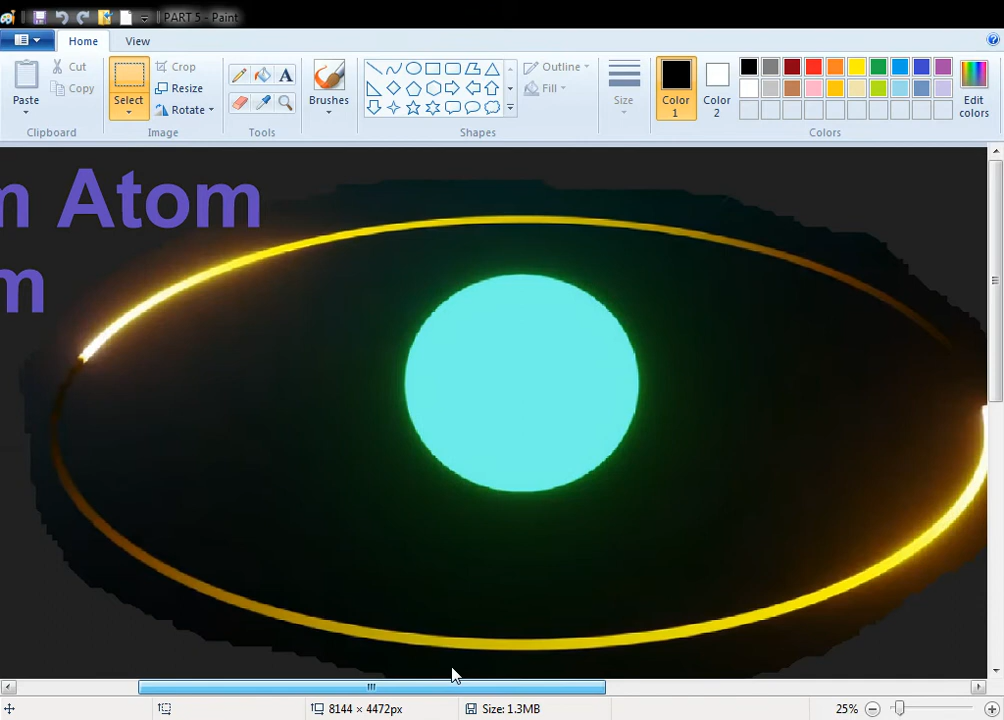 PART 5 - Paint
Home View
Paste
Cut
Copy
Clipboard
Select
Crop
Resize
Rotate
Image
A
Tools
Brushes
Outline
Fill
Shapes
Size
Color 1
Color 2
Edit colors
Colors
m Atom
m
8144 × 4472px
Size: 1.3MB
25%